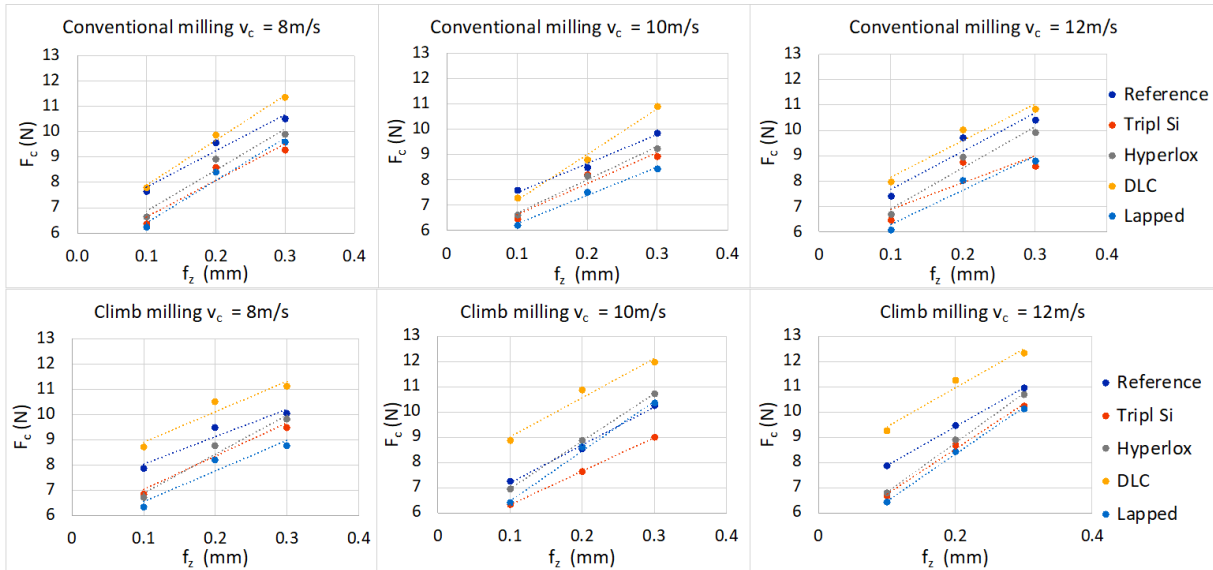 Conventional milling v_c = 8m/s
13
12
11
10
9
8
7
6
F_c (N)
0.0 0.1 0.2 0.3 0.4
f_z (mm)
Conventional milling v_c = 10m/s
13
12
11
10
9
8
7
6
F_c (N)
0 0.1 0.2 0.3 0.4
f_z (mm)
Conventional milling v_c = 12m/s
13
12
11
10
9
8
7
6
F_c (N)
0 0.1 0.2 0.3 0.4
f_z (mm)
Reference
Tripl Si
Hyperlox
DLC
Lapped
Climb milling v_c = 8m/s
13
12
11
10
9
8
7
6
F_c (N)
0 0.1 0.2 0.3 0.4
f_z (mm)
Climb milling v_c = 10m/s
13
12
11
10
9
8
7
6
F_c (N)
0 0.1 0.2 0.3 0.4
f_z (mm)
Climb milling v_c = 12m/s
13
12
11
10
9
8
7
6
F_c (N)
0 0.1 0.2 0.3 0.4
f_z (mm)
Reference
Tripl Si
Hyperlox
DLC
Lapped